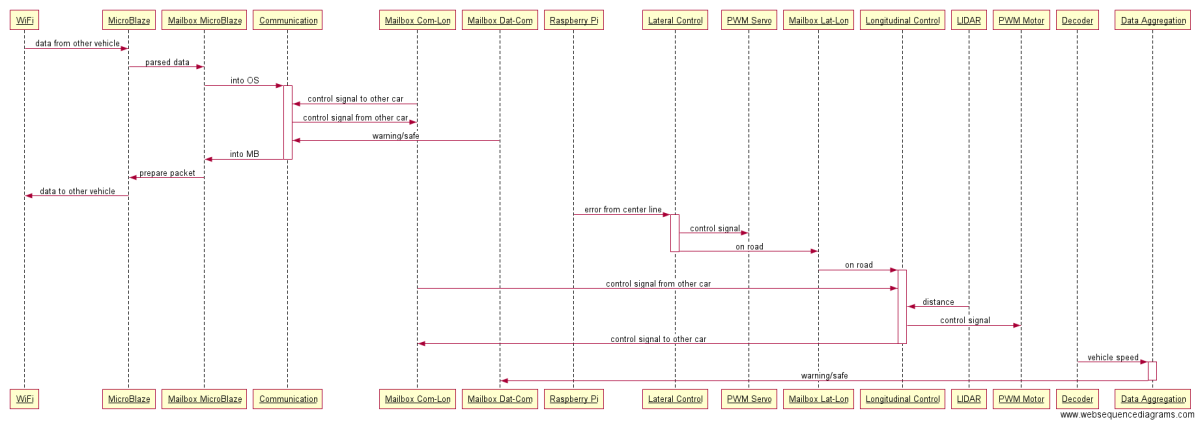 WiFi MicroBlaze Mailbox MicroBlaze Communication Mailbox Com-Lon Mailbox Dat-Com Raspberry Pi Lateral Control PWM Servo Mailbox Lat-Lon Longitudinal Control LIDAR PWM Motor Decoder Data Aggregation
data from other vehicle
parsed data
into OS
control signal to other car
control signal from other car
warning/safe
into MB
prepare packet
data to other vehicle
error from center line
control signal
on road
on road
control signal from other car
distance
control signal
control signal to other car
vehicle speed
warning/safe
WiFi MicroBlaze Mailbox MicroBlaze Communication Mailbox Com-Lon Mailbox Dat-Com Raspberry Pi Lateral Control PWM Servo Mailbox Lat-Lon Longitudinal Control LIDAR PWM Motor Decoder Data Aggregation
www.websequencediagrams.com